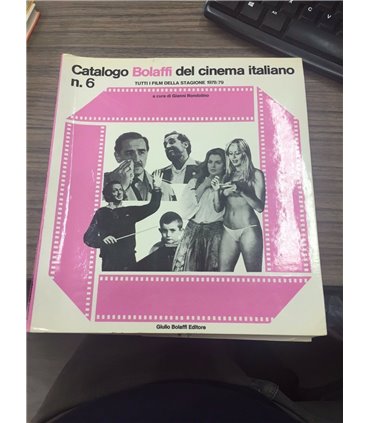 Catalogo Bolaffi del cinema italiano
n. 6
TUTTI I FILM DELLA STAGIONE 1978/79
a cura di Gianni Rondolino
Giulio Bolaffi Editore